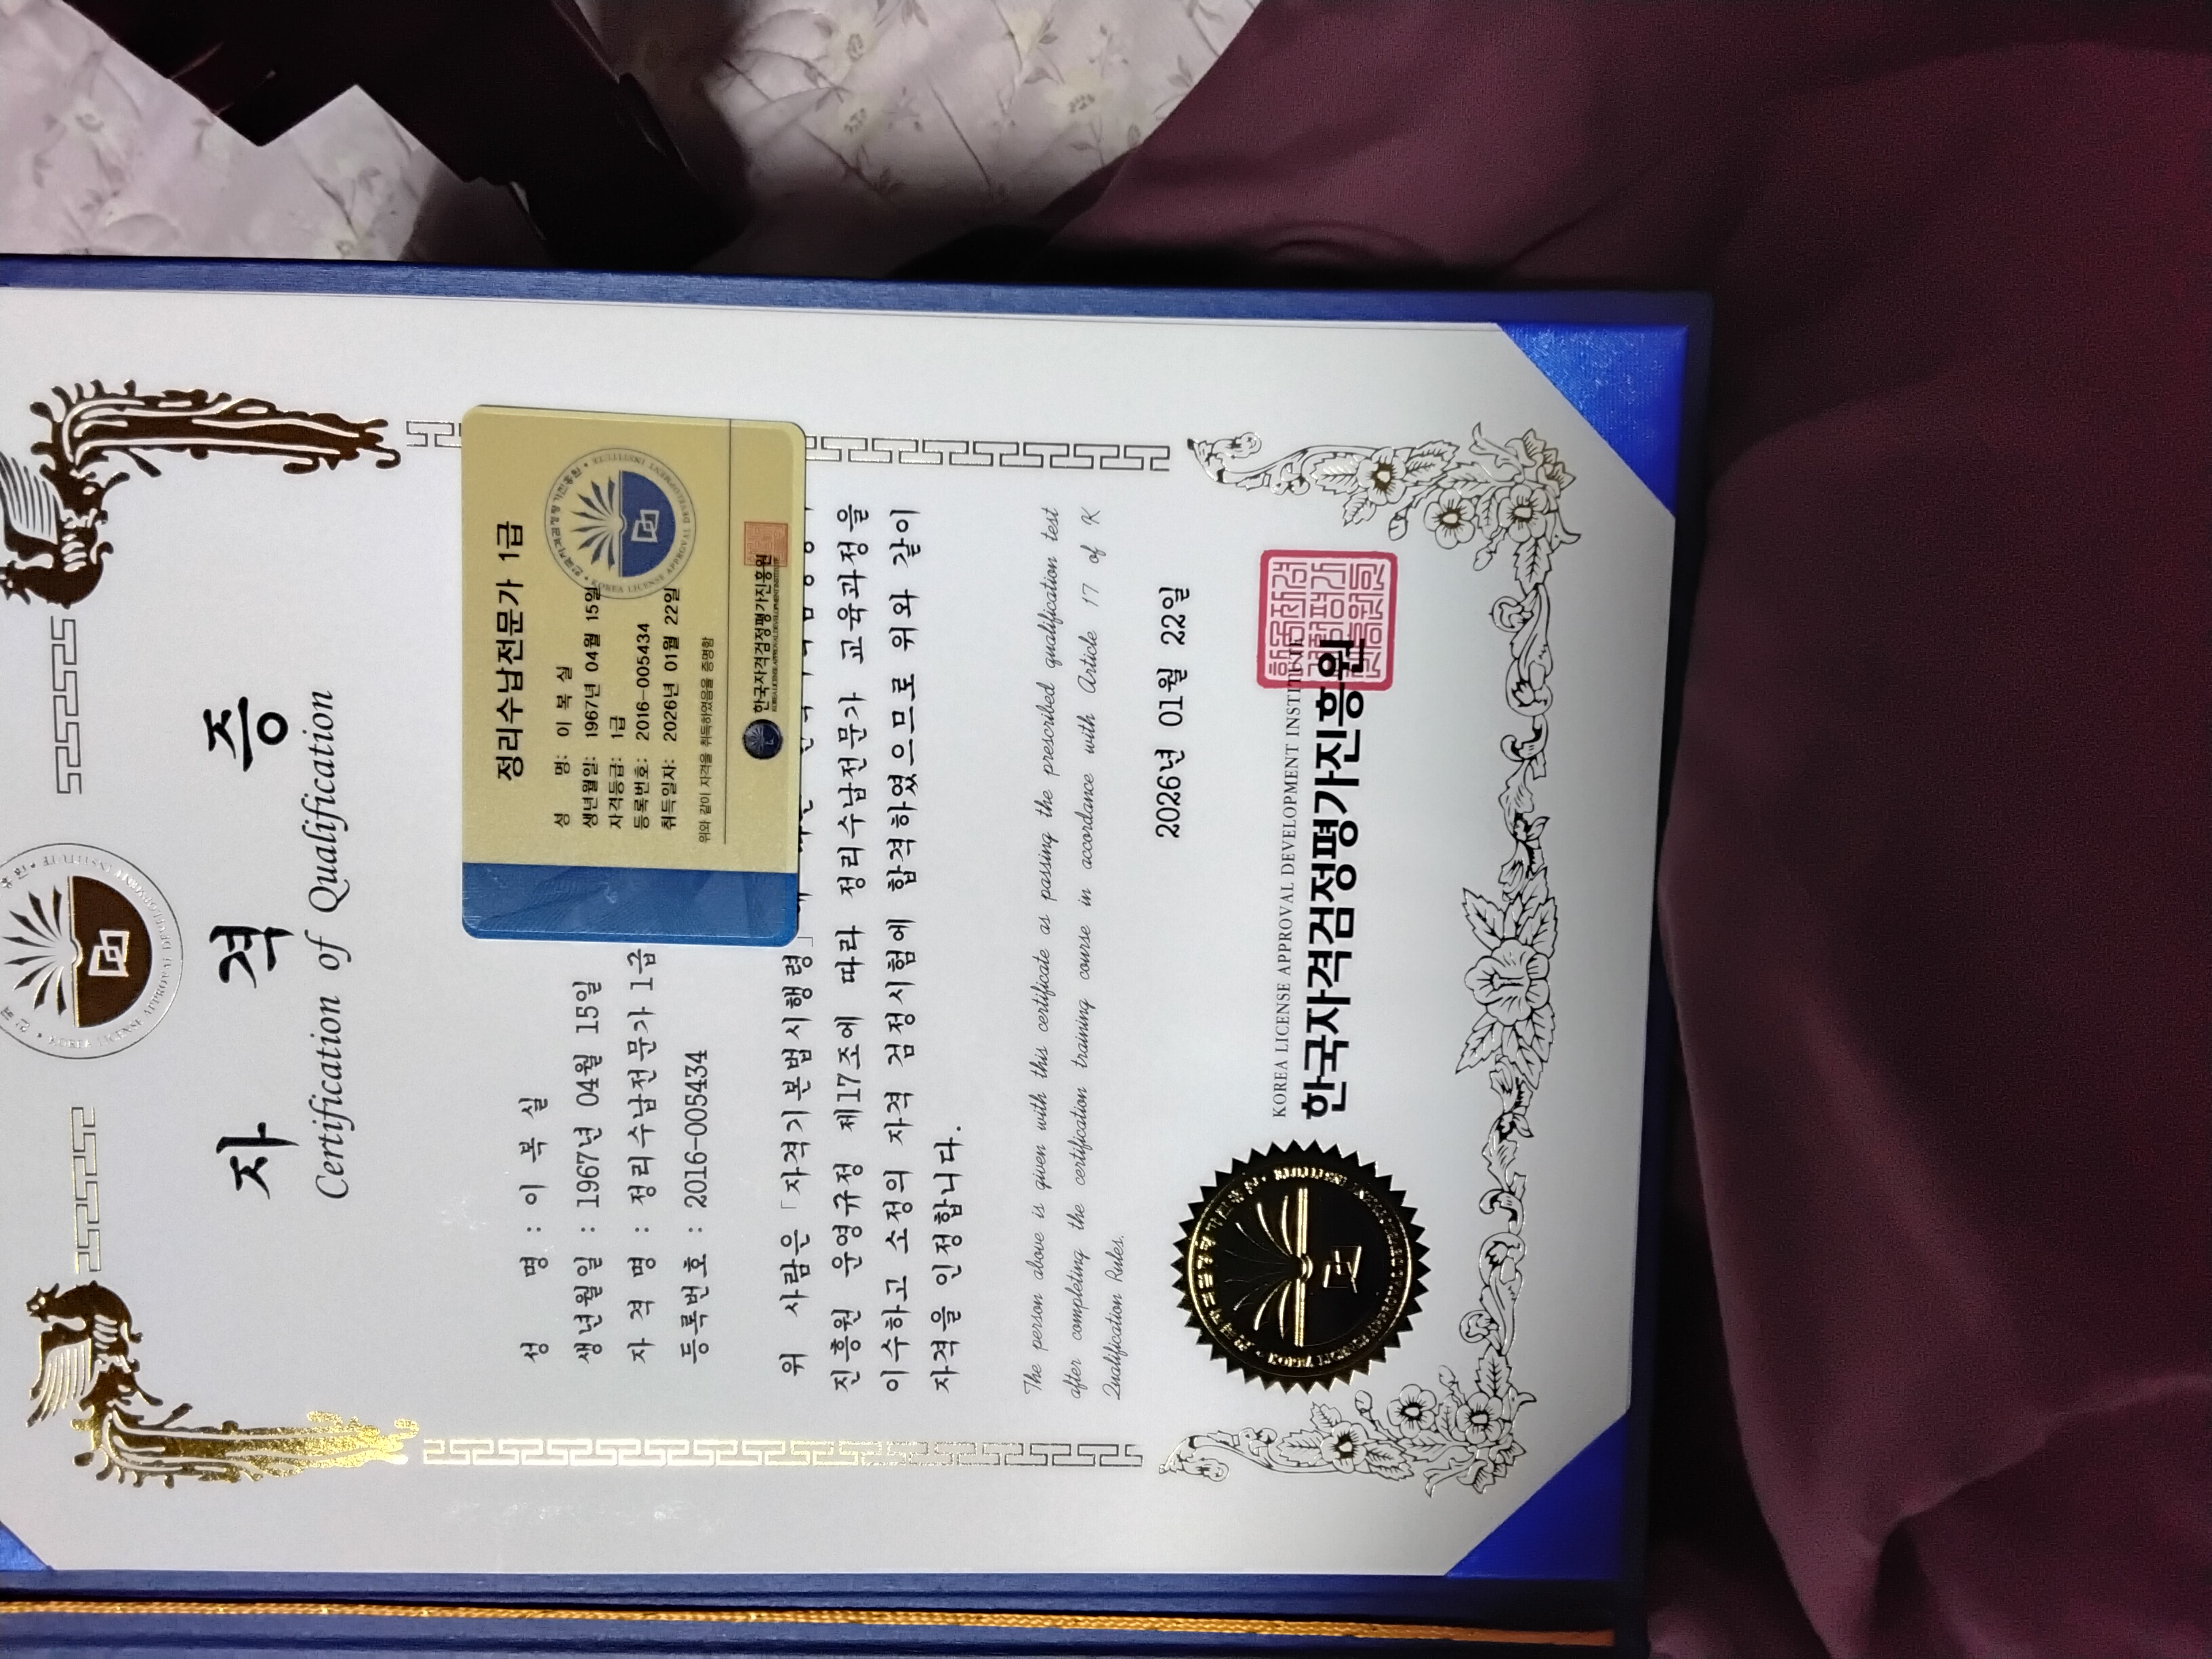 자 격 증
Certification of Qualification
성 명 : 이 복 실
생년월일 : 1967년 04월 15일
자 격 명 : 정리수납전문가 1급
등록번호 : 2016-005434
정리수납전문가 1급
성 명: 이 복 실
생년월일: 1967년 04월 15일
자격등급: 1급
등록번호: 2016-005434
취득일자: 2026년 01월 22일
위와 같이 자격을 취득하였음을 증명함
한국자격검정평가진흥원
KOREA LICENSE APPROVAL DEVELOPMENT INSTITUTE
위 사람은 「자격기본법시행령」
진흥원 운영규정 제17조에 따라 정리수납전문가 교육과정을
이수하고 소정의 자격 검정시험에 합격하였으므로 위와 같이
자격을 인정합니다.
The person above is given with this certificate as passing the prescribed qualification test
after completing the certification training course in accordance with Article 17 of K
Qualification Rules.
2026년 01월 22일
KOREA LICENSE APPROVAL DEVELOPMENT INSTITUTE
한국자격검정평가진흥원